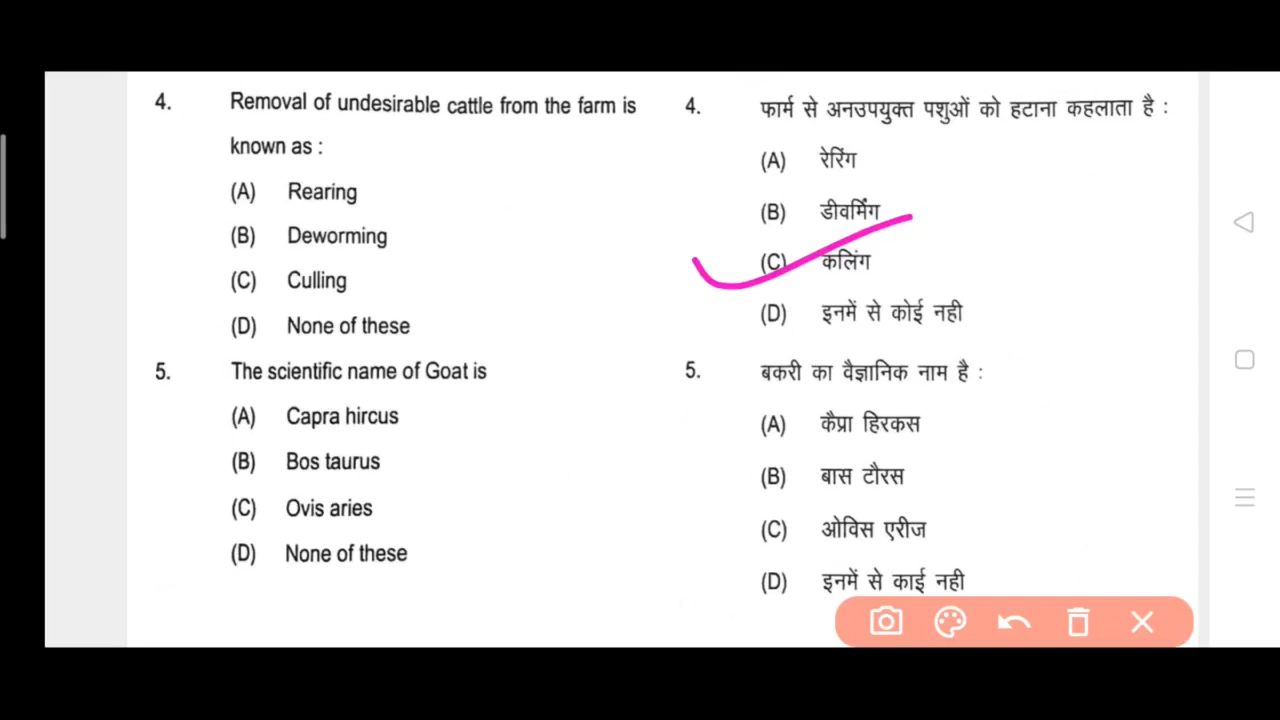 4. Removal of undesirable cattle from the farm is
known as :
(A) Rearing
(B) Deworming
(C) Culling
(D) None of these
5. The scientific name of Goat is
(A) Capra hircus
(B) Bos taurus
(C) Ovis aries
(D) None of these
4. फार्म से अनउपयुक्त पशुओं को हटाना कहलाता है :
(A) रेरिंग
(B) डीवर्मिंग
(C) कलिंग
(D) इनमें से कोई नही
5. बकरी का वैज्ञानिक नाम है :
(A) कैप्रा हिरकस
(B) बास टौरस
(C) ओविस एरीज
(D) इनमें से काई नही